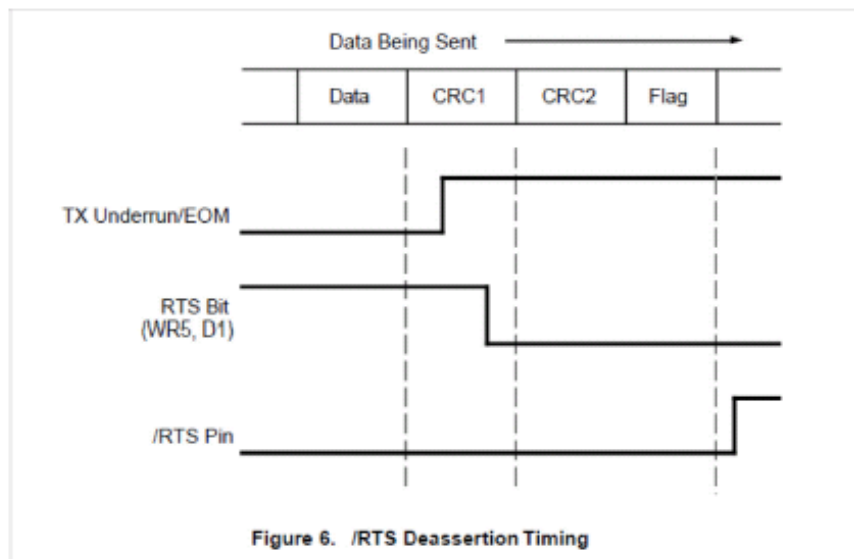 Data Being Sent
Data CRC1 CRC2 Flag
TX Underrun/EOM
RTS Bit
(WR5, D1)
/RTS Pin
Figure 6. /RTS Deassertion Timing